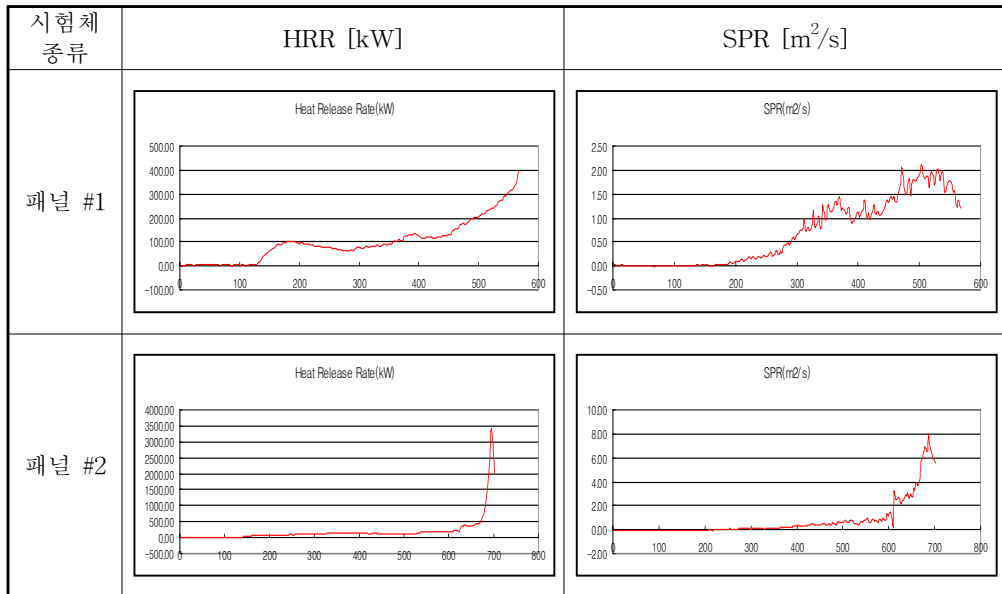 시험체
종류
HRR [kW]
SPR [m²/s]
패널 #1
Heat Release Rate(kW)
500.00
400.00
300.00
200.00
100.00
0.00
-100.00
0 100 200 300 400 500 600
SPR(m2/s)
2.50
2.00
1.50
1.00
0.50
0.00
-0.50
0 100 200 300 400 500 600
패널 #2
Heat Release Rate(kW)
4000.00
3500.00
3000.00
2500.00
2000.00
1500.00
1000.00
500.00
0.00
-500.00
0.00 100.00 200.00 300.00 400.00 500.00 600 700 800
SPR(m2/s)
10.00
8.00
6.00
4.00
2.00
0.00
-2.00
0 100 200 300 400 500 600 700 800